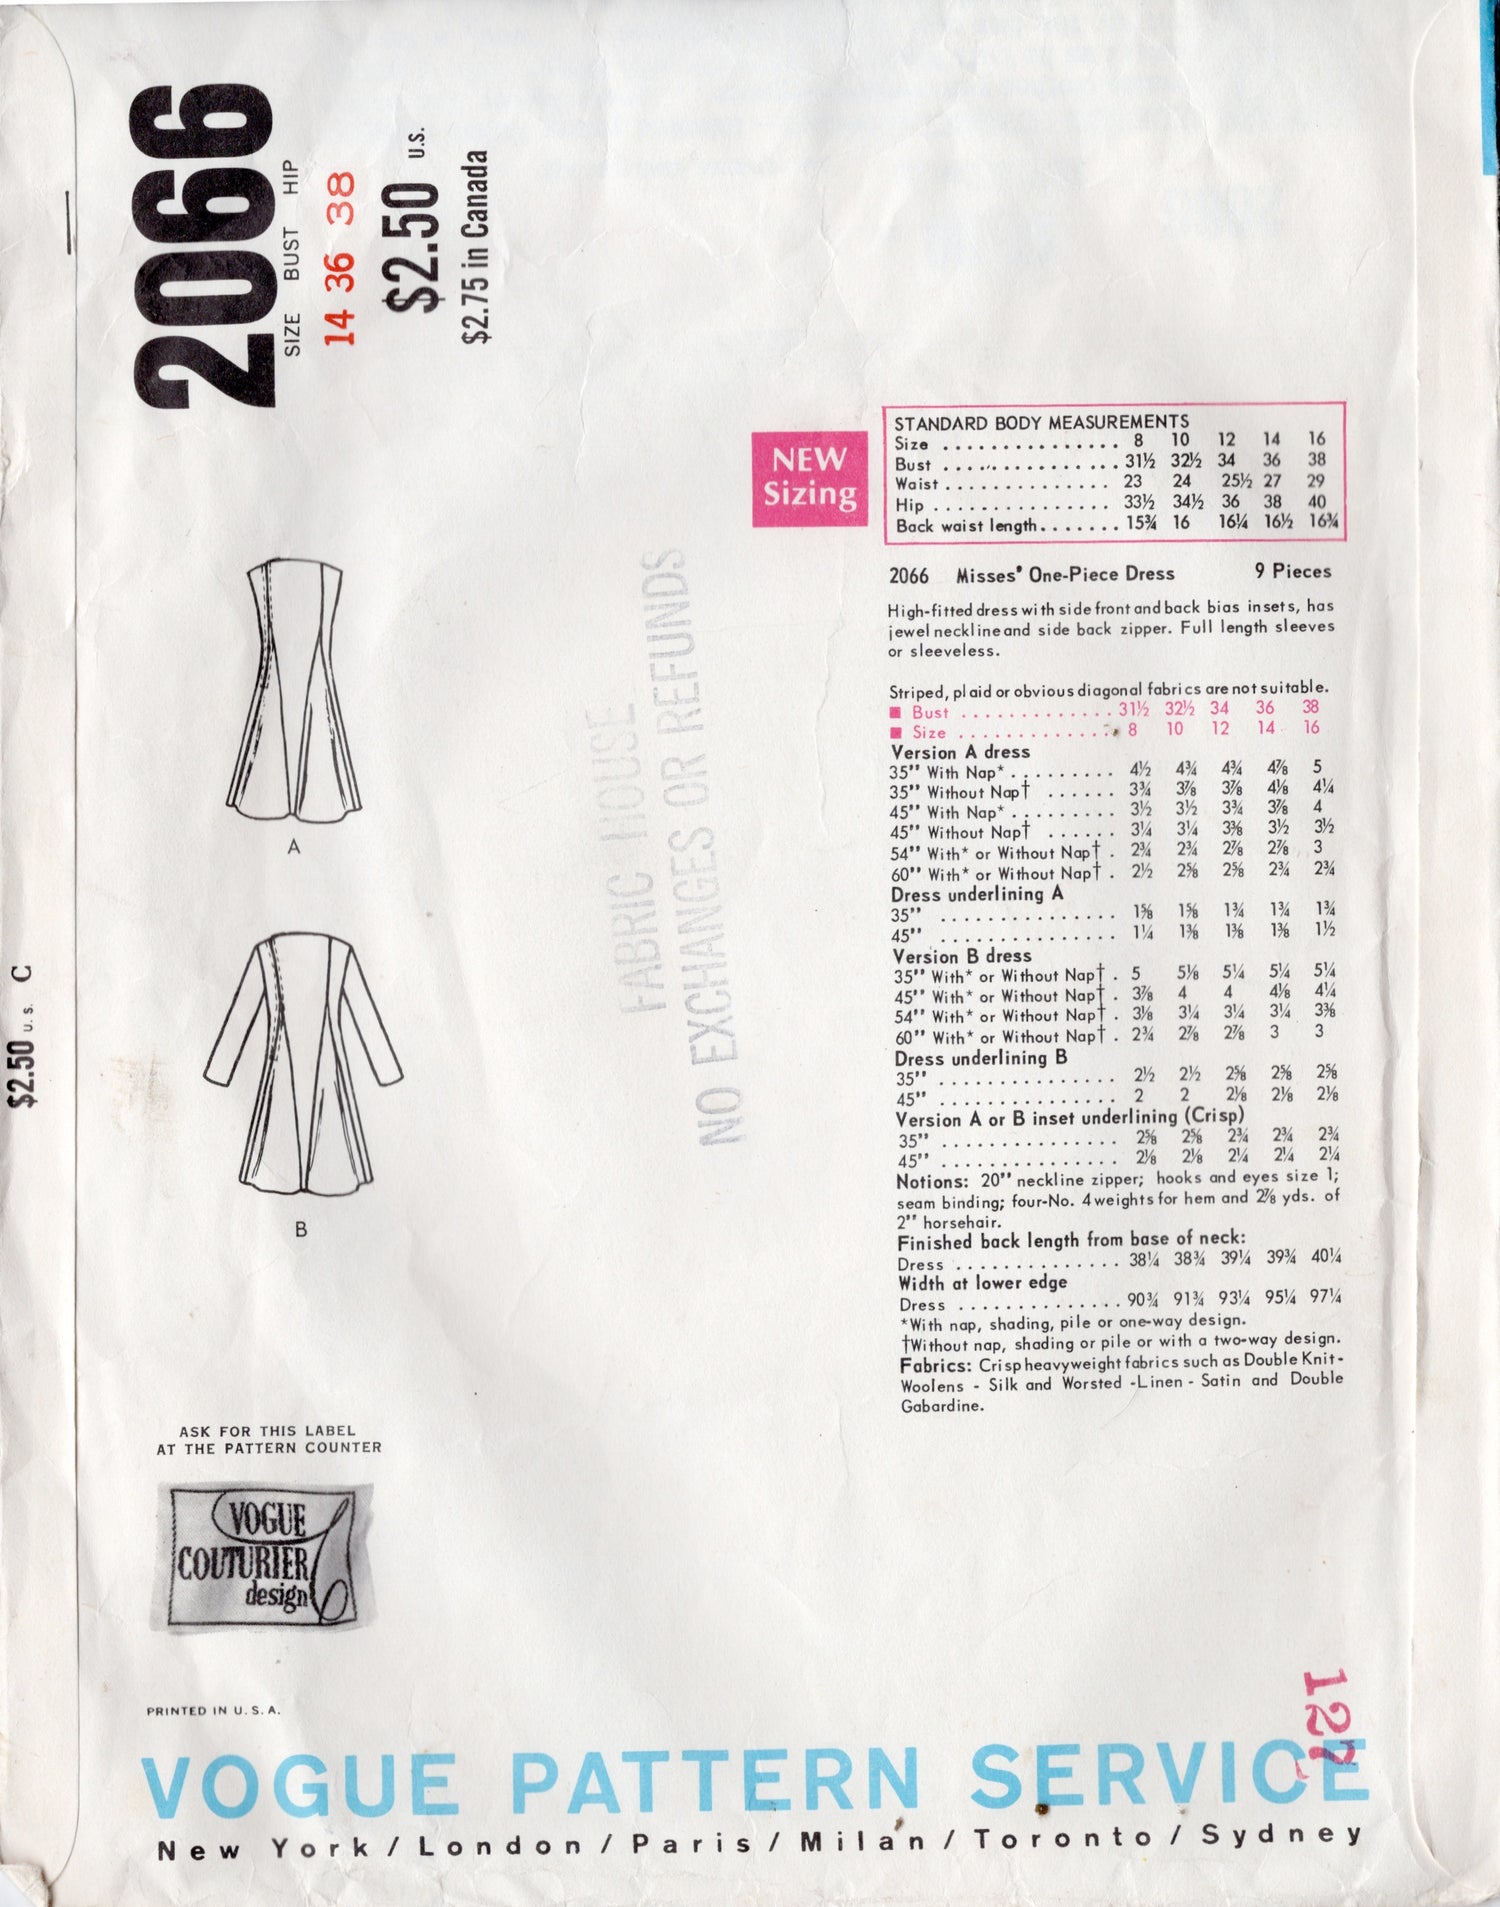 2066
SIZE BUST HIP
14 36 38
$2.50 U.S.
$2.75 in Canada
NEW
Sizing
STANDARD BODY MEASUREMENTS
Size . . . . . . . . . . . . . . . 8 10 12 14 16
Bust . . . . . . . . . . . . . . . 31½ 32½ 34 36 38
Waist . . . . . . . . . . . . . . 23 24 25½ 27 29
Hip . . . . . . . . . . . . . . . 33½ 34½ 36 38 40
Back waist length . . . . . . . 15¾ 16 16¼ 16½ 16¾
2066 Misses' One-Piece Dress 9 Pieces
High-fitted dress with side front and back bias insets, has
jewel neckline and side back zipper. Full length sleeves
or sleeveless.
Striped, plaid or obvious diagonal fabrics are not suitable.
■ Bust . . . . . . . . . . . . . 31½ 32½ 34 36 38
■ Size . . . . . . . . . . . . . 8 10 12 14 16
Version A dress
35" With Nap* . . . . . . . . . 4½ 4¾ 4¾ 4⅞ 5
35" Without Nap† . . . . . . 3¾ 3⅞ 3⅞ 4⅛ 4¼
45" With Nap* . . . . . . . . . 3½ 3½ 3¾ 3⅞ 4
45" Without Nap† . . . . . . 3¼ 3¼ 3⅜ 3½ 3½
54" With* or Without Nap† . 2¾ 2¾ 2⅞ 2⅞ 3
60" With* or Without Nap† . 2½ 2⅝ 2⅝ 2¾ 2¾
Dress underlining A
35" . . . . . . . . . . . . . . . 1⅝ 1⅝ 1¾ 1¾ 1¾
45" . . . . . . . . . . . . . . . 1¼ 1⅜ 1⅜ 1⅜ 1½
Version B dress
35" With* or Without Nap† . 5 5⅛ 5¼ 5¼ 5¼
45" With* or Without Nap† . 3⅞ 4 4 4⅛ 4¼
54" With* or Without Nap† . 3⅛ 3¼ 3¼ 3¼ 3⅜
60" With* or Without Nap† . 2¾ 2⅞ 2⅞ 3 3
Dress underlining B
35" . . . . . . . . . . . . . . . 2½ 2½ 2⅝ 2⅝ 2⅝
45" . . . . . . . . . . . . . . . 2 2 2⅛ 2⅛ 2⅛
Version A or B inset underlining (Crisp)
35" . . . . . . . . . . . . . . . 2⅝ 2⅝ 2¾ 2¾ 2¾
45" . . . . . . . . . . . . . . . 2⅛ 2⅛ 2¼ 2¼ 2¼
Notions: 20" neckline zipper; hooks and eyes size 1;
seam binding; four-No. 4 weights for hem and 2⅞ yds. of
2" horsehair.
Finished back length from base of neck:
Dress . . . . . . . . . . . . . . 38¼ 38¾ 39¼ 39¾ 40¼
Width at lower edge
Dress . . . . . . . . . . . . . . 90¾ 91¾ 93¼ 95¼ 97¼
*With nap, shading, pile or one-way design.
†Without nap, shading or pile or with a two-way design.
Fabrics: Crisp heavyweight fabrics such as Double Knit-
Woolens - Silk and Worsted -Linen - Satin and Double
Gabardine.
A
B
FABRIC HOUSE
NO EXCHANGES OR REFUNDS
$2.50 U.S. C
ASK FOR THIS LABEL
AT THE PATTERN COUNTER
VOGUE
COUTURIER
design
PRINTED IN U.S.A.
127
VOGUE PATTERN SERVICE
New York / London / Paris / Milan / Toronto / Sydney